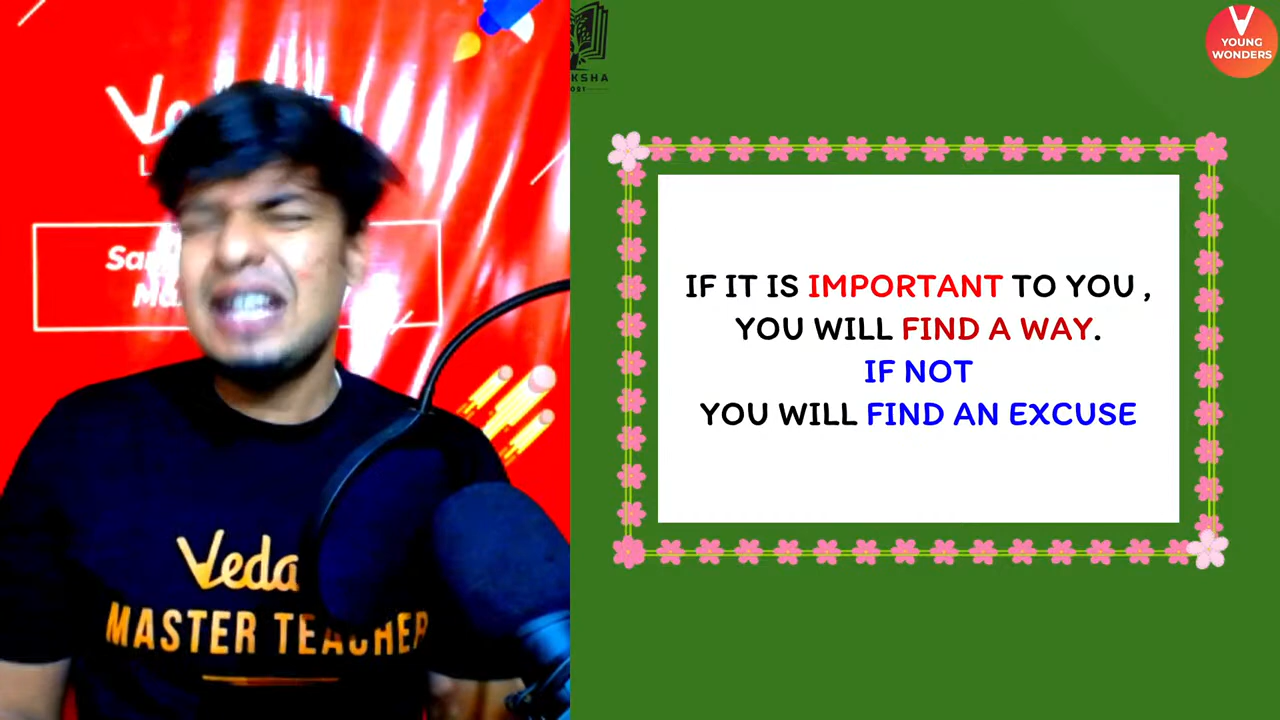 YOUNG
WONDERS
IF IT IS IMPORTANT TO YOU ,
YOU WILL FIND A WAY.
IF NOT
YOU WILL FIND AN EXCUSE
Veda
MASTER TEACHER